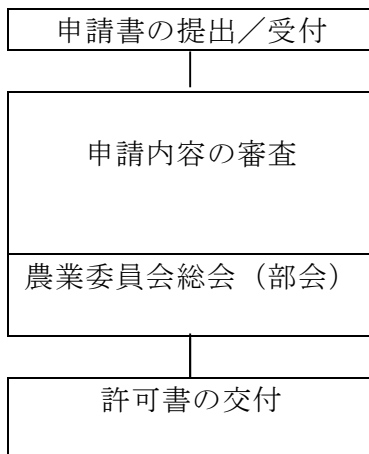 申請書の提出／受付
申請内容の審査
農業委員会総会（部会）
許可書の交付